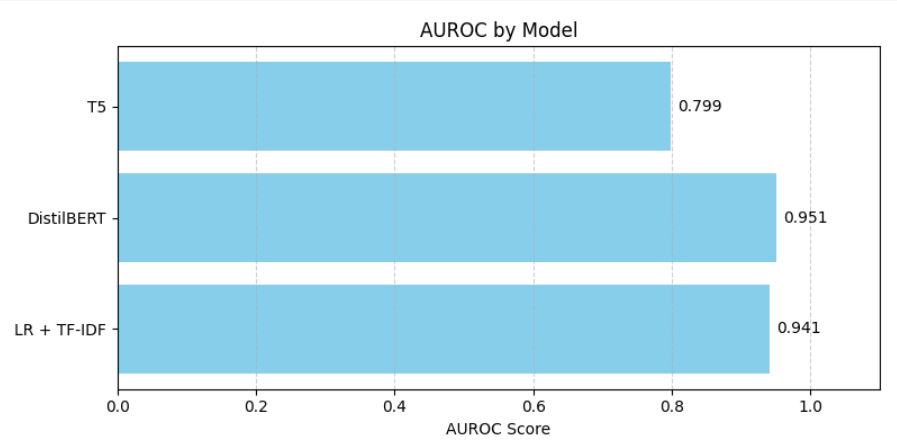 AUROC by Model
T5
0.799
DistilBERT
0.951
LR + TF-IDF
0.941
0.0 0.2 0.4 0.6 0.8 1.0
AUROC Score